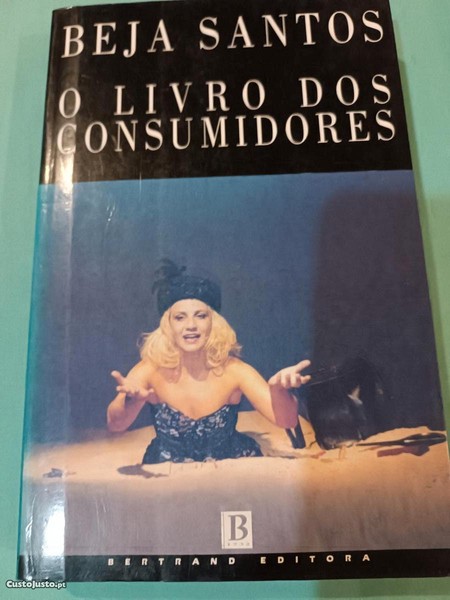 BEJA SANTOS
O LIVRO DOS
CONSUMIDORES
B
BERTRAND EDITORA
CustoJusto.pt